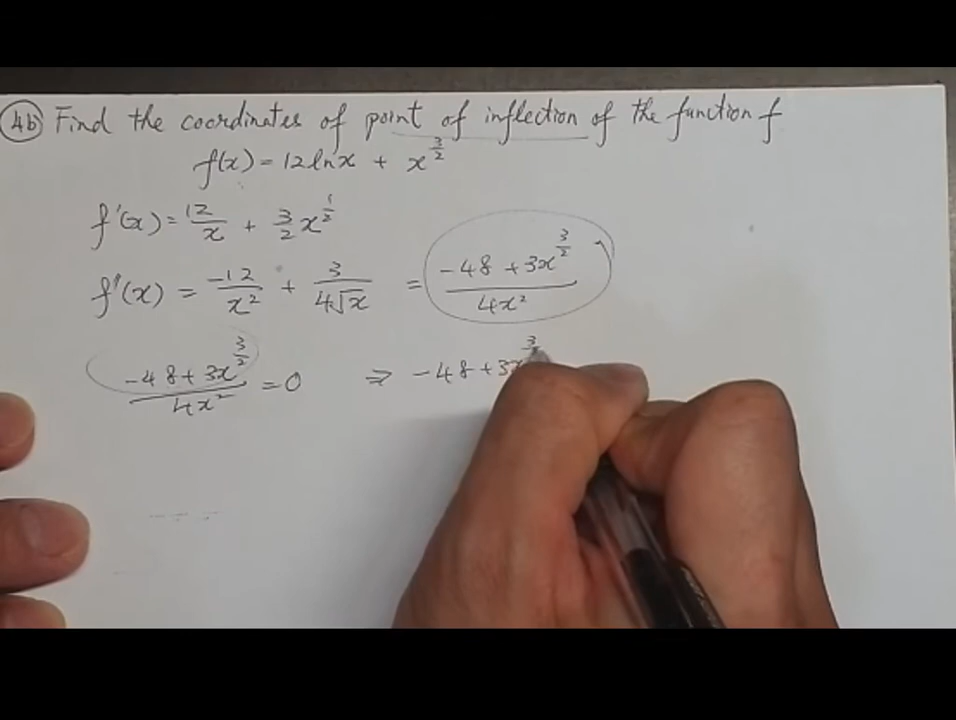 4b Find the coordinates of point of inflection of the function f
f(x) = 12 ln x + x^{3/2}
f'(x) = 12/x + 3/2 x^{1/2}
f''(x) = -12/x² + 3/(4√x) = (-48 + 3x^{3/2})/(4x²)
(-48 + 3x^{3/2})/(4x²) = 0 ⇒ -48 + 3x